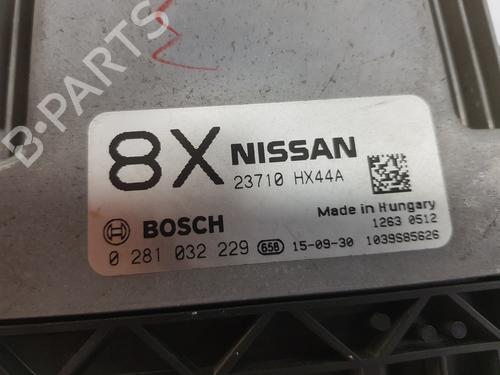 B-PARTS
8X NISSAN
23710 HX44A
Made in Hungary
BOSCH
1263 0512
0 281 032 229 658 15-09-30 1039S85626